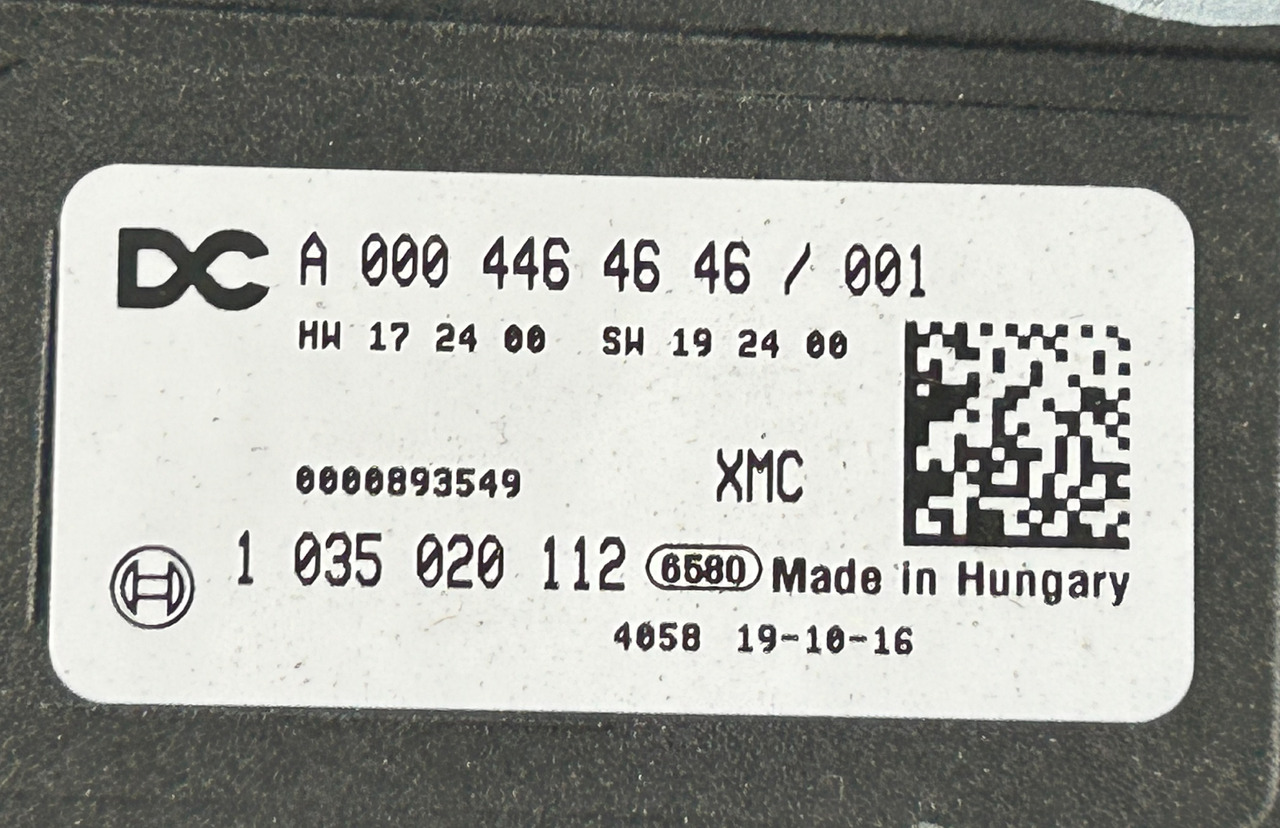 DC A 000 446 46 46 / 001
HW 17 24 00 SW 19 24 00
0000893549 XMC
1 035 020 112 6580 Made in Hungary
4058 19-10-16